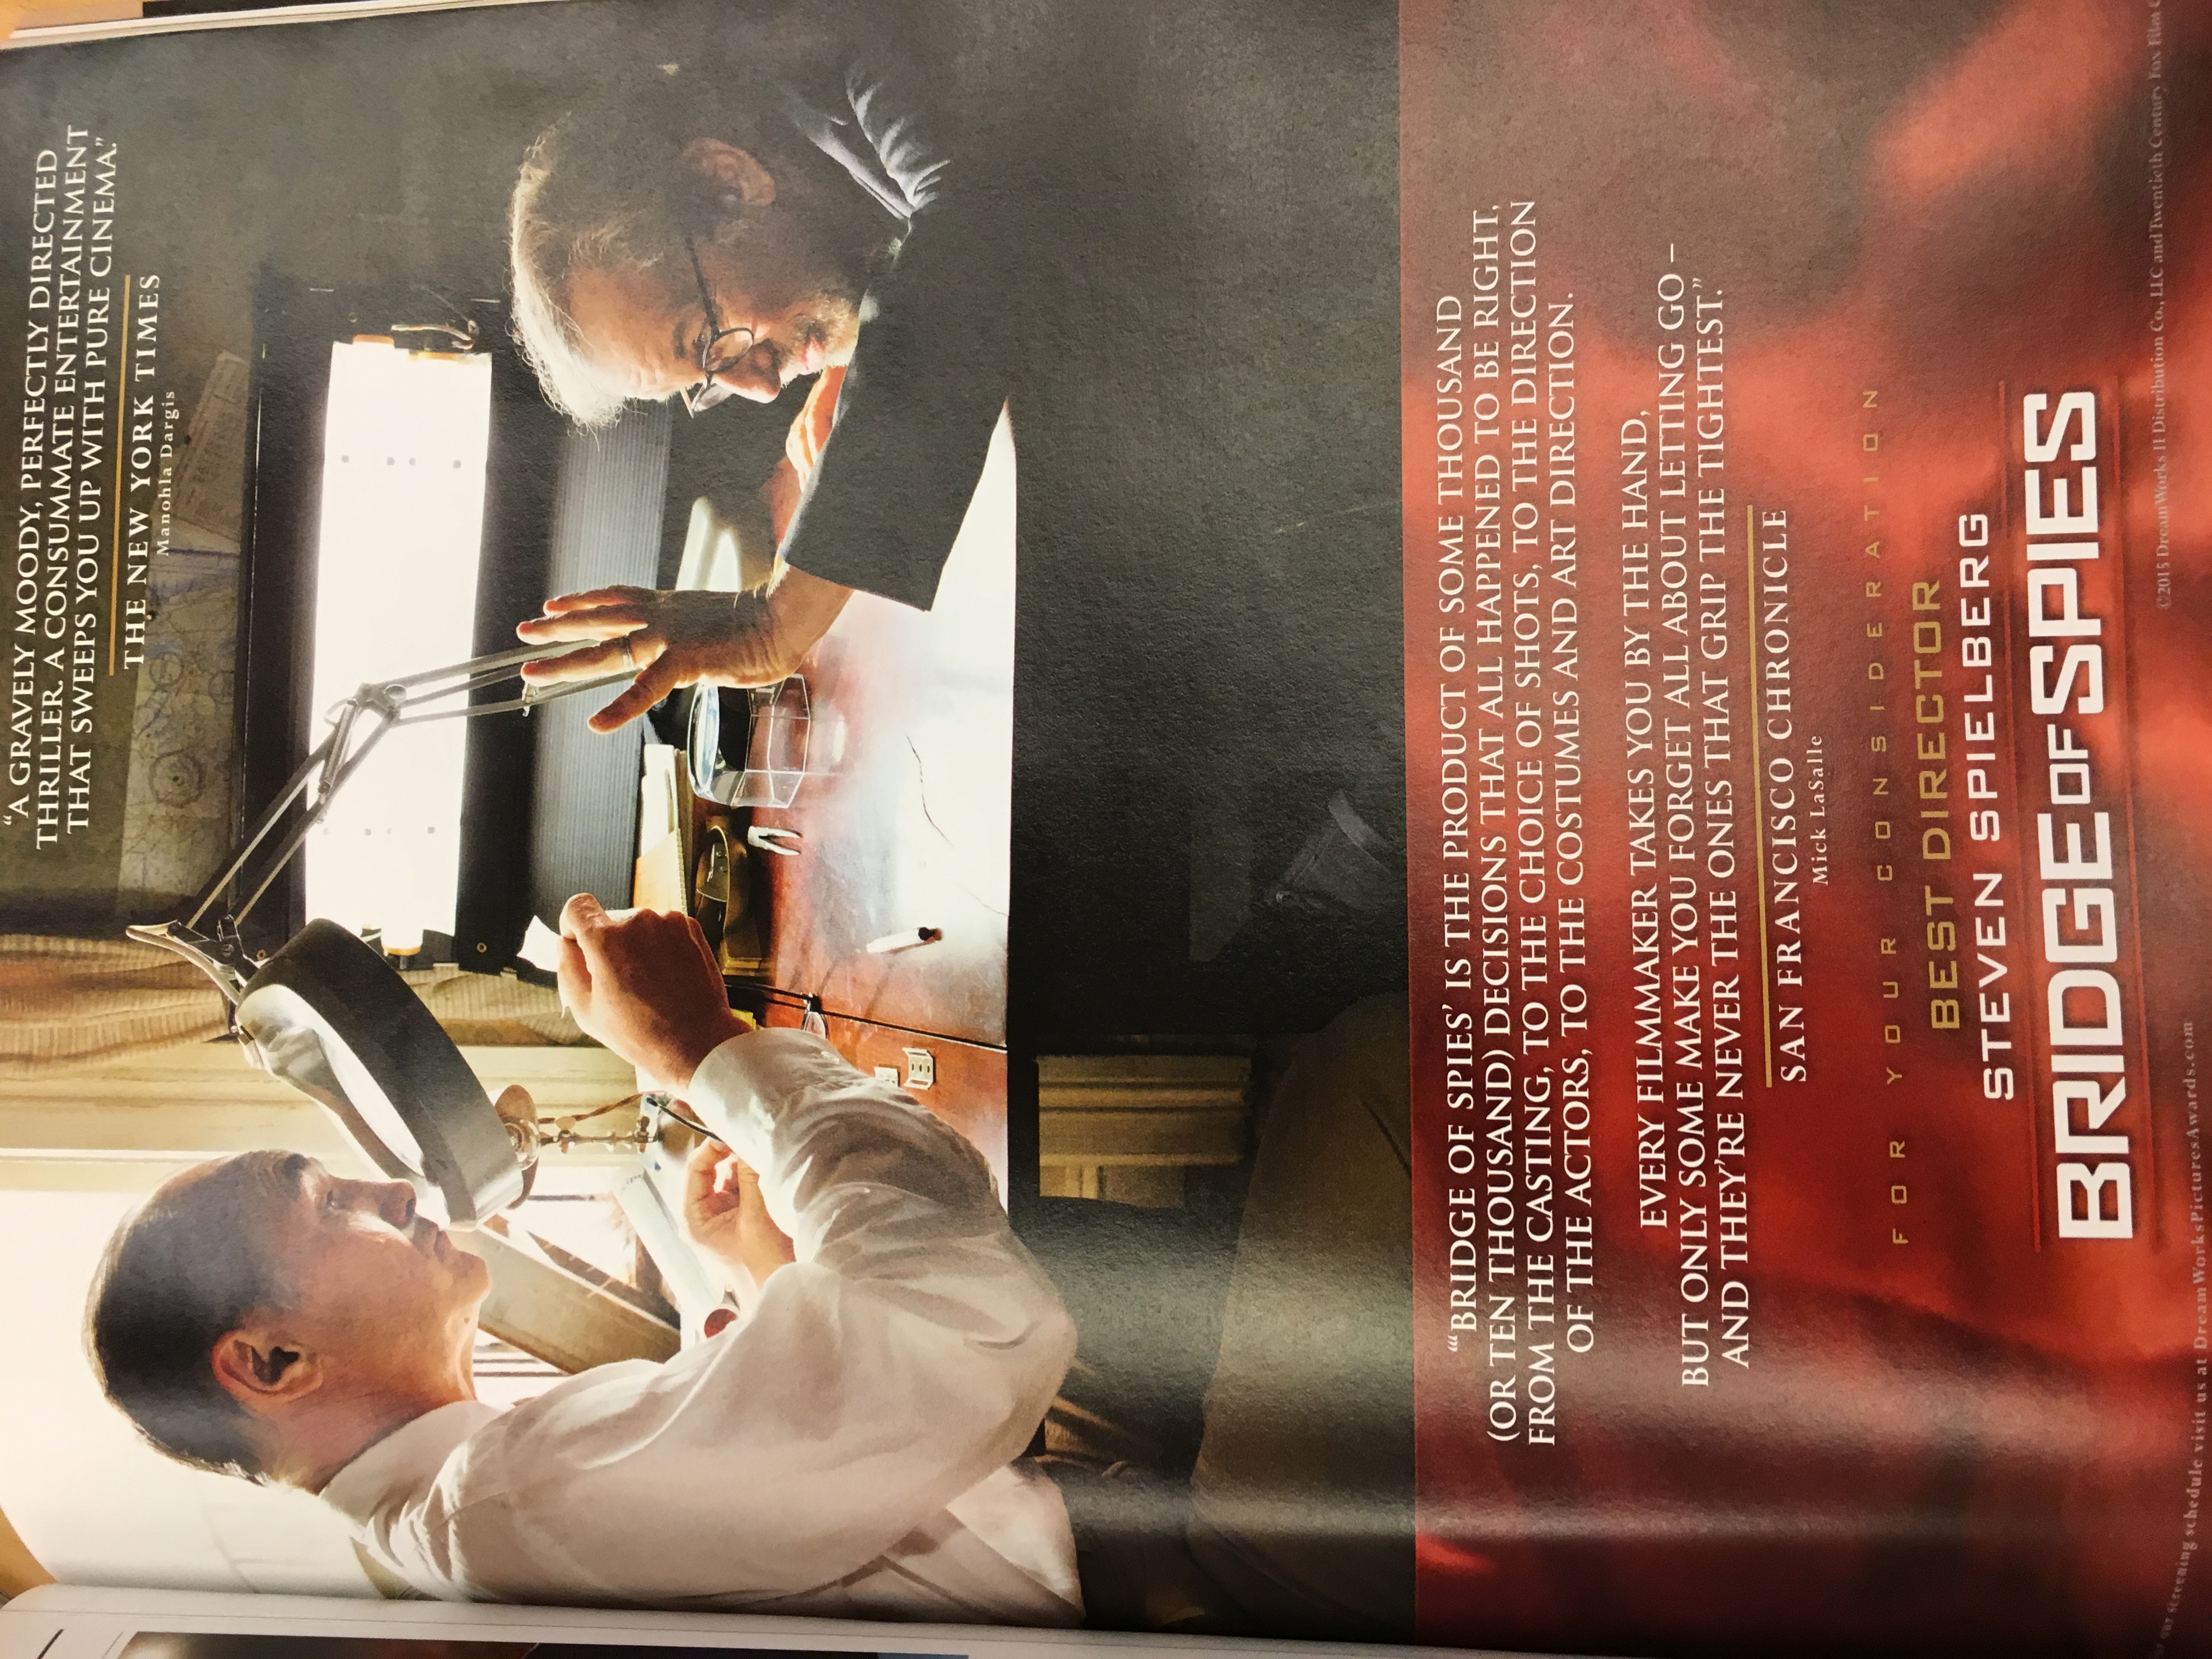 “A GRAVELY MOODY, PERFECTLY DIRECTED
THRILLER. A CONSUMMATE ENTERTAINMENT
THAT SWEEPS YOU UP WITH PURE CINEMA.”
THE NEW YORK TIMES
Manohla Dargis
“‘BRIDGE OF SPIES’ IS THE PRODUCT OF SOME THOUSAND
(OR TEN THOUSAND) DECISIONS THAT ALL HAPPENED TO BE RIGHT,
FROM THE CASTING, TO THE CHOICE OF SHOTS, TO THE DIRECTION
OF THE ACTORS, TO THE COSTUMES AND ART DIRECTION.
EVERY FILMMAKER TAKES YOU BY THE HAND,
BUT ONLY SOME MAKE YOU FORGET ALL ABOUT LETTING GO –
AND THEY’RE NEVER THE ONES THAT GRIP THE TIGHTEST.”
SAN FRANCISCO CHRONICLE
Mick LaSalle
FOR YOUR CONSIDERATION
BEST DIRECTOR
STEVEN SPIELBERG
BRIDGE OF SPIES
screening schedule visit us at DreamWorksPicturesAwards.com
©2015 DreamWorks II Distribution Co., LLC and Twentieth Century Fox Film